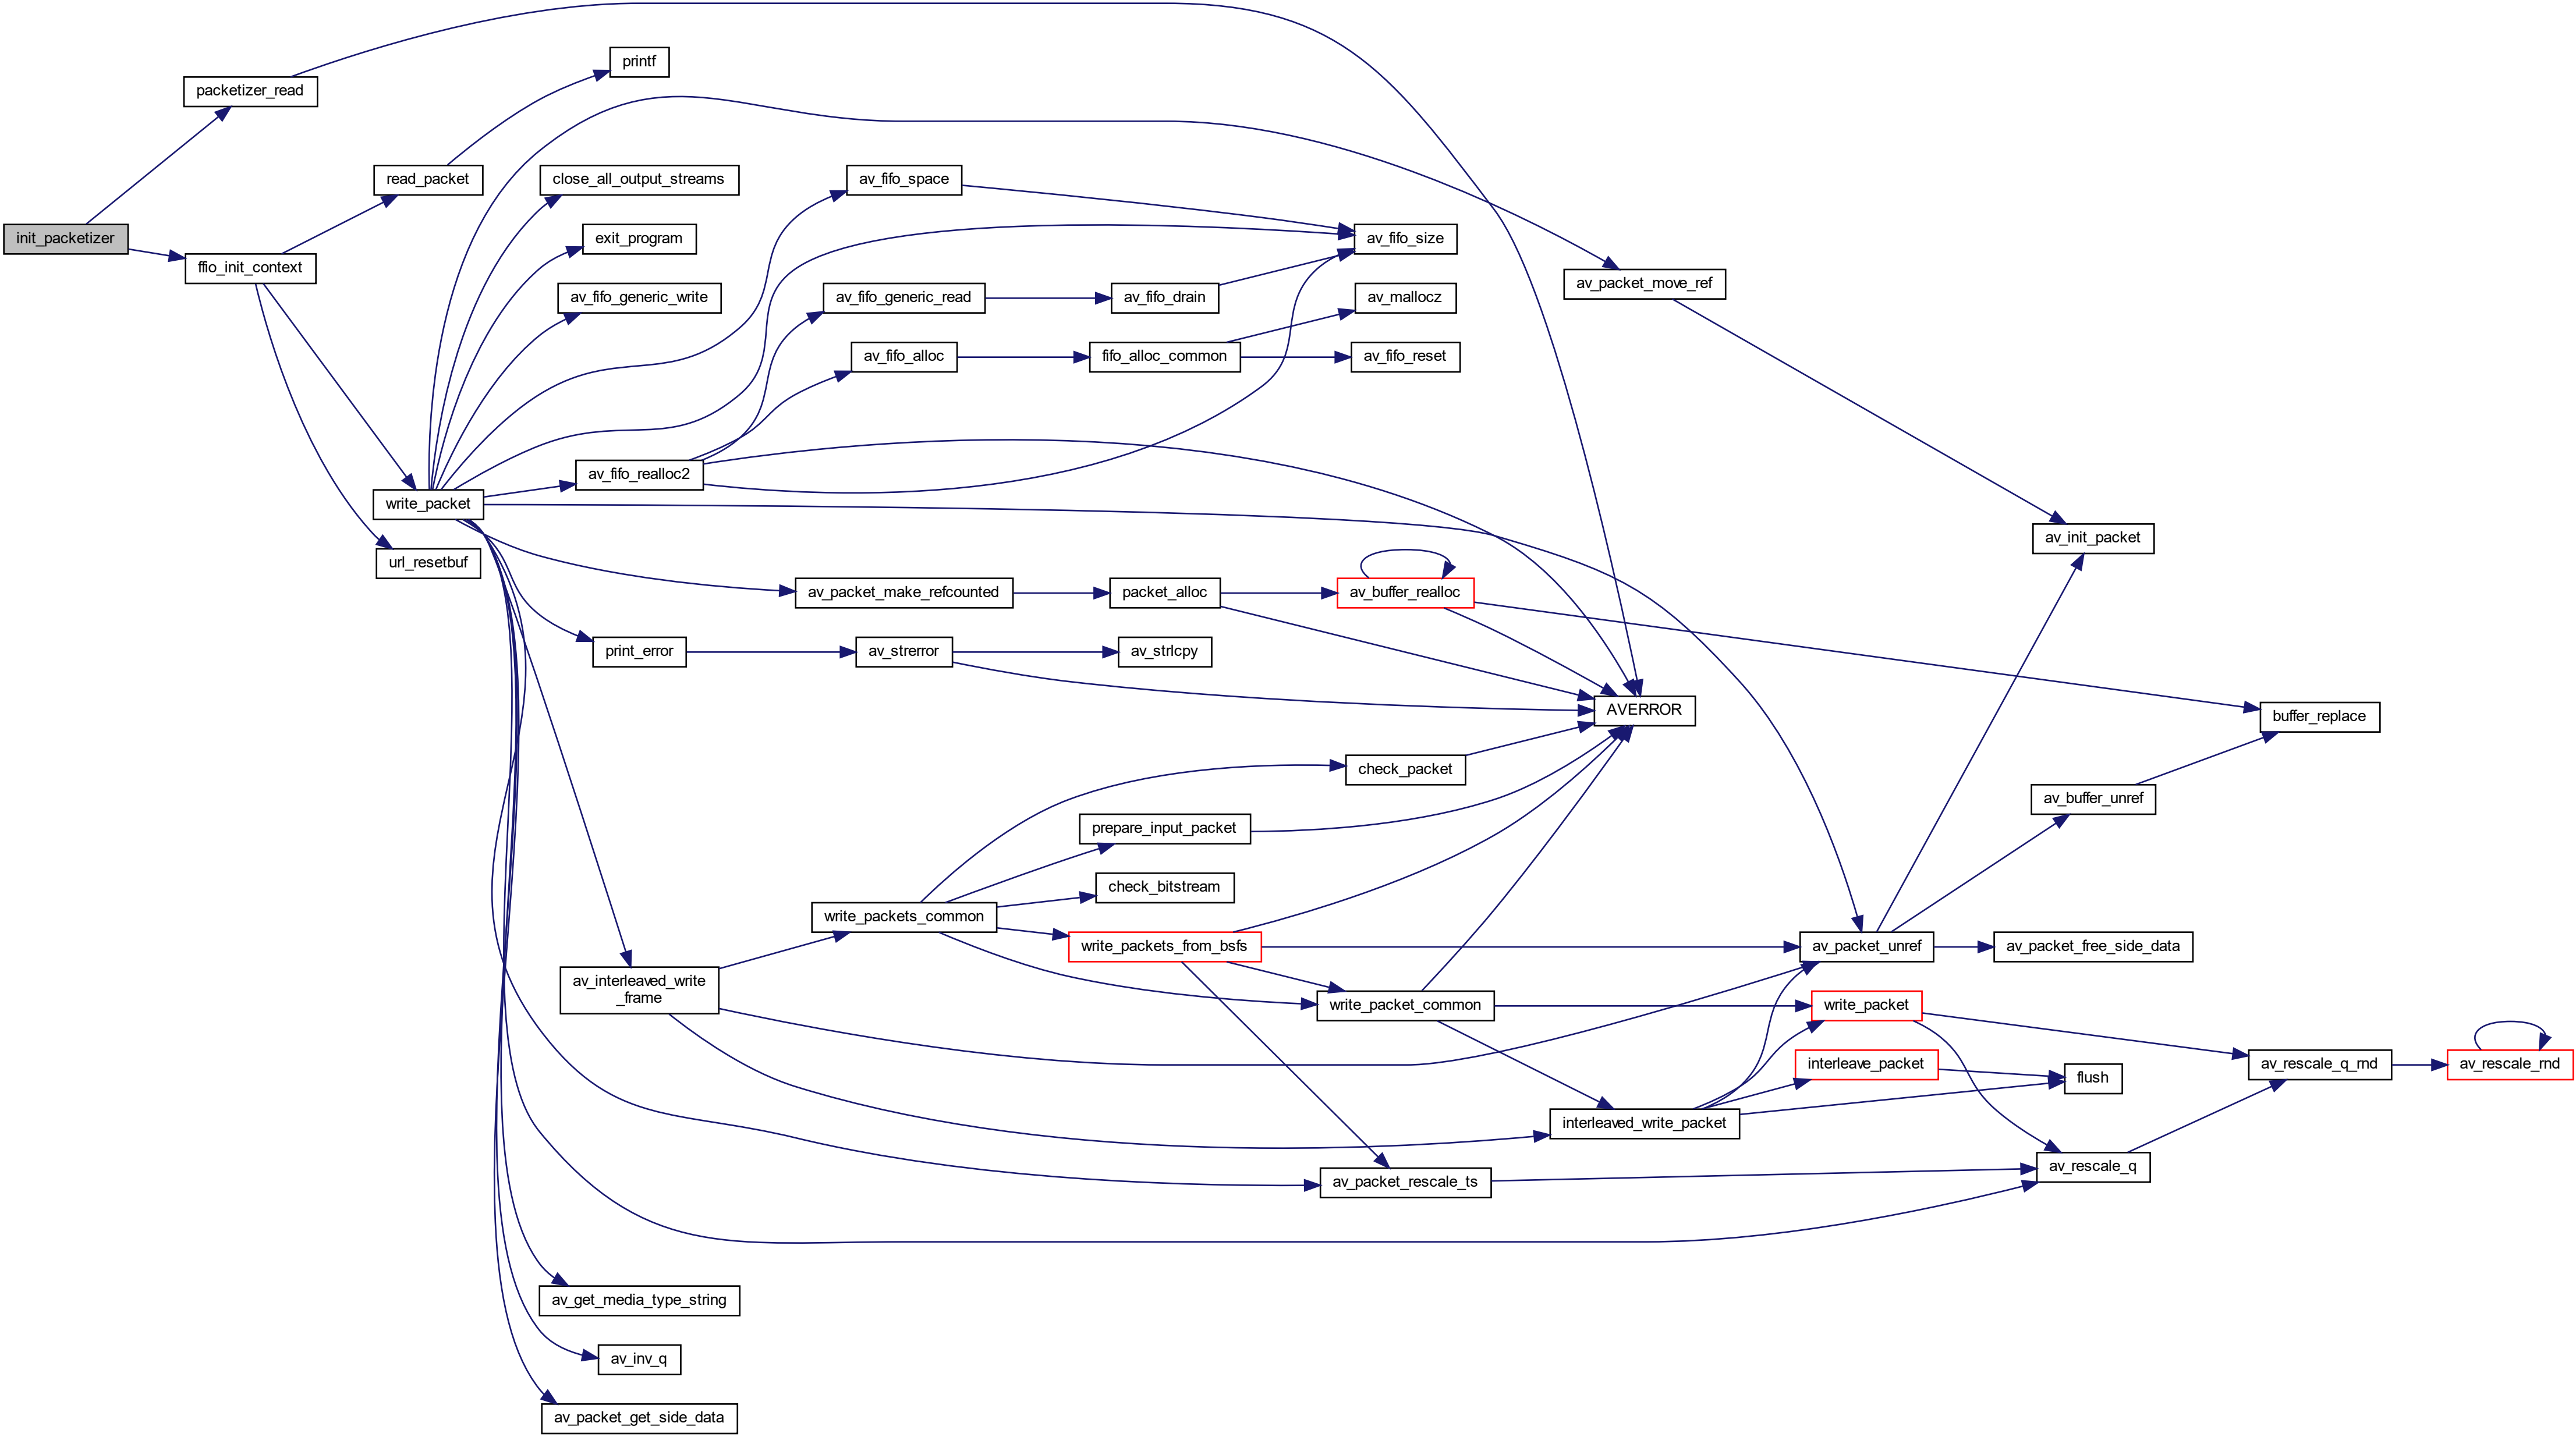 init_packetizer
packetizer_read
ffio_init_context
read_packet
write_packet
url_resetbuf
printf
close_all_output_streams
exit_program
av_fifo_generic_write
av_fifo_realloc2
print_error
av_interleaved_write
_frame
av_get_media_type_string
av_inv_q
av_packet_get_side_data
av_fifo_space
av_fifo_generic_read
av_fifo_alloc
av_packet_make_refcounted
av_strerror
write_packets_common
av_fifo_drain
fifo_alloc_common
packet_alloc
av_strlcpy
prepare_input_packet
check_bitstream
write_packets_from_bsfs
av_fifo_size
av_mallocz
av_fifo_reset
av_buffer_realloc
check_packet
write_packet_common
av_packet_rescale_ts
av_packet_move_ref
AVERROR
interleaved_write_packet
av_packet_unref
write_packet
interleave_packet
av_init_packet
av_buffer_unref
av_packet_free_side_data
flush
av_rescale_q
buffer_replace
av_rescale_q_rnd
av_rescale_rnd